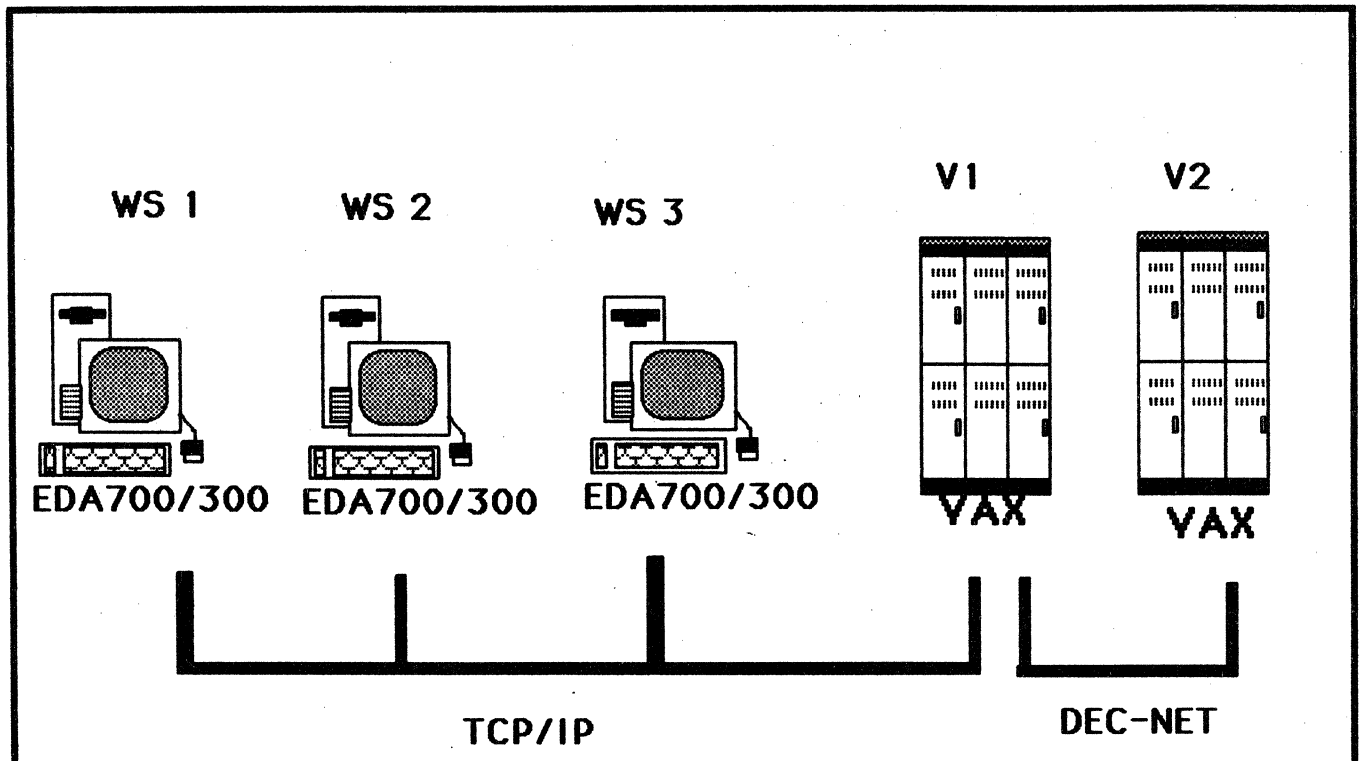 WS 1
WS 2
WS 3
V1
V2
EDA700/300
EDA700/300
EDA700/300
VAX
VAX
TCP/IP
DEC-NET